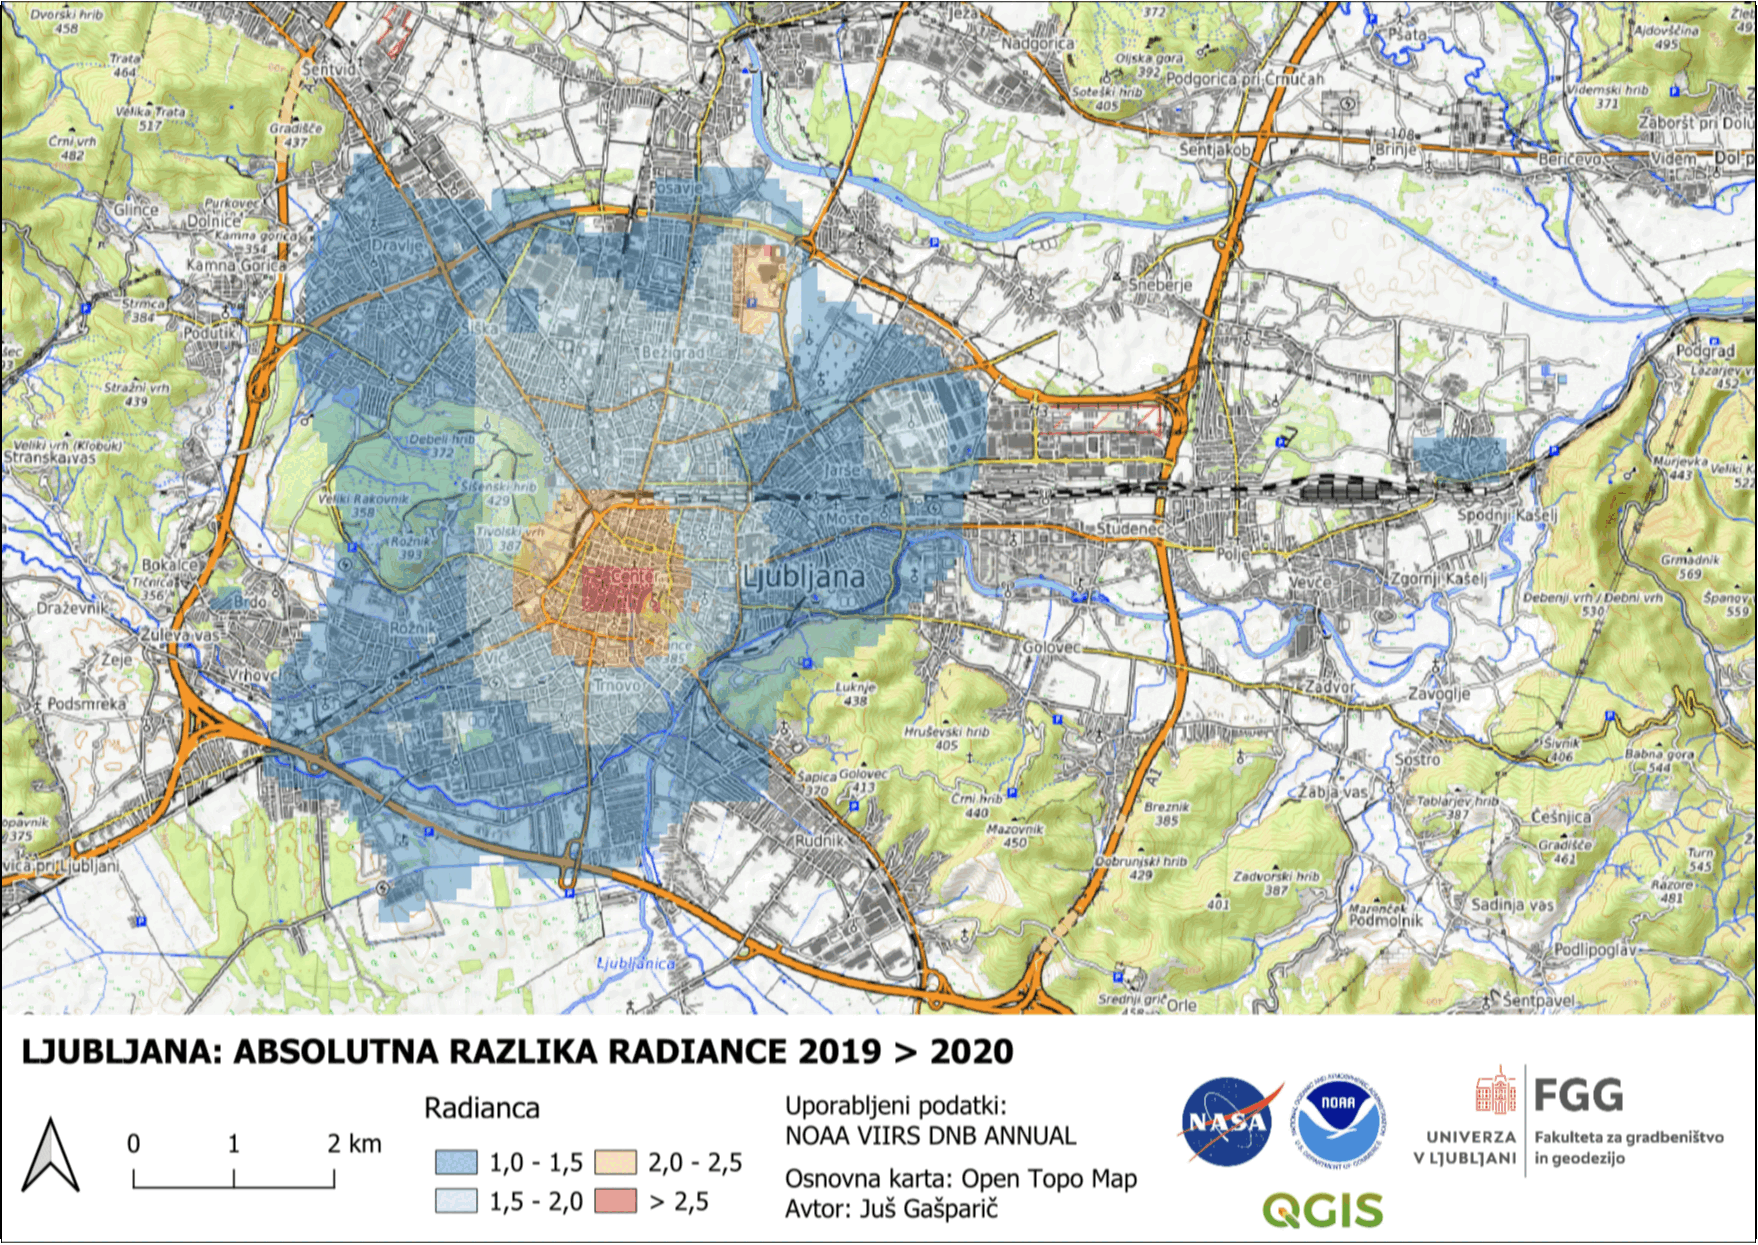 Dvorski hrib
458
Ježa
372
Pšata
Ajdovščina
495
Nadgorica
Trata
464
Šentvid
Oljska gora
392
Podgorica pri Črnučah
Soteški hrib
405
Videmski hrib
371
Velika Trata
517
Gradišče
437
Zaboršt pri Dolu
Črni vrh
482
108
Šentjakob
Brinje
Beričevo
Videm
Dol p
Posavje
Glince
Purkovec
Dolnice
Kamna gorica
354
Dravlje
Kamna Gorica
Šneberje
Strmca
384
Podutik
Šiška
Bežigrad
Podgrad
Lazarjev v
452
Stražni vrh
439
H3
Veliki vrh (Klobuk)
Stranska vas
Debeli hrib
372
Jarše
Murjevka
443
Veliki
523
Šišenski hrib
429
Veliki Rakovnik
358
Moste
Studenec
Spodnji Kašelj
Rožnik
393
Tivolski vrh
387
Polje
Bokalce
Center
Ljubljana
Vevče
Zgornji Kašelj
Grmadnik
569
Tičnica
356
Draževnik
Brdo
Debenji vrh / Debni vrh
530
Španov
559
Žuleva vas
Rožnik
Zeje
Vič
385
Golovec
Vrhovci
Trnovo
Luknje
438
Zadvor
Zavoglje
Podsmreka
Hruševski hrib
405
Šivnik
406
Babna gora
544
Sostro
Šapica
370
Golovec
413
Črni hrib
440
A1
Breznik
385
Žabja vas
Tablarjev hrib
387
Češnjica
375
Mazovnik
450
Rudnik
Gradišče
461
Turn
545
vica pri Ljubljani
Dobrunjski hrib
429
Zadvorski hrib
387
Razore
481
401
Marenček
Podmolnik
Sadinja vas
Podlipoglav
Ljubljanica
Srednji grič
Orle
Šentpavel
LJUBLJANA: ABSOLUTNA RAZLIKA RADIANCE 2019 > 2020
0 1 2 km
Radianca
1,0 - 1,5
2,0 - 2,5
1,5 - 2,0
> 2,5
Uporabljeni podatki:
NOAA VIIRS DNB ANNUAL
Osnovna karta: Open Topo Map
Avtor: Juš Gašparič
NASA
NOAA
UNIVERZA
V LJUBLJANI
FGG
Fakulteta za gradbeništvo
in geodezijo
QGIS